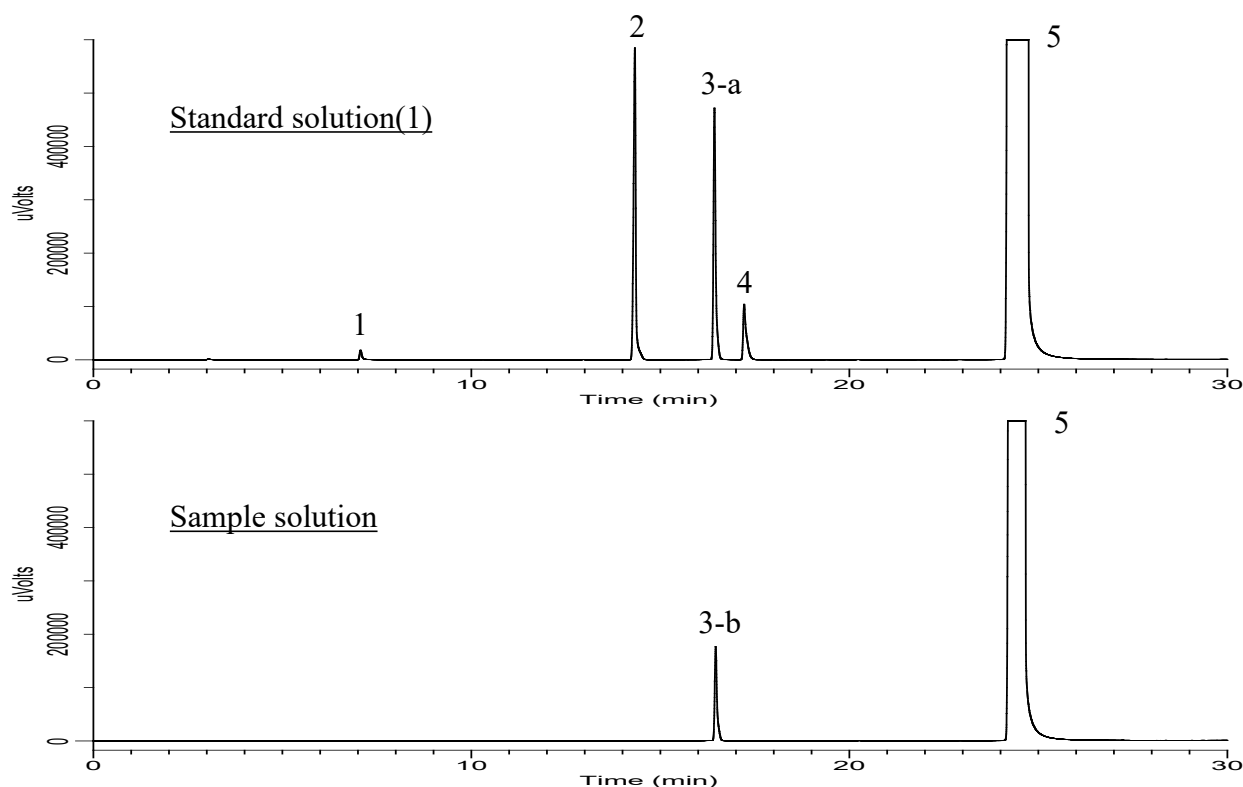 2
5
3-a
Standard solution(1)
4
1
uVolts
400000
200000
0
0 10 20 30
Time (min)
5
Sample solution
3-b
uVolts
400000
200000
0
0 10 20 30
Time (min)